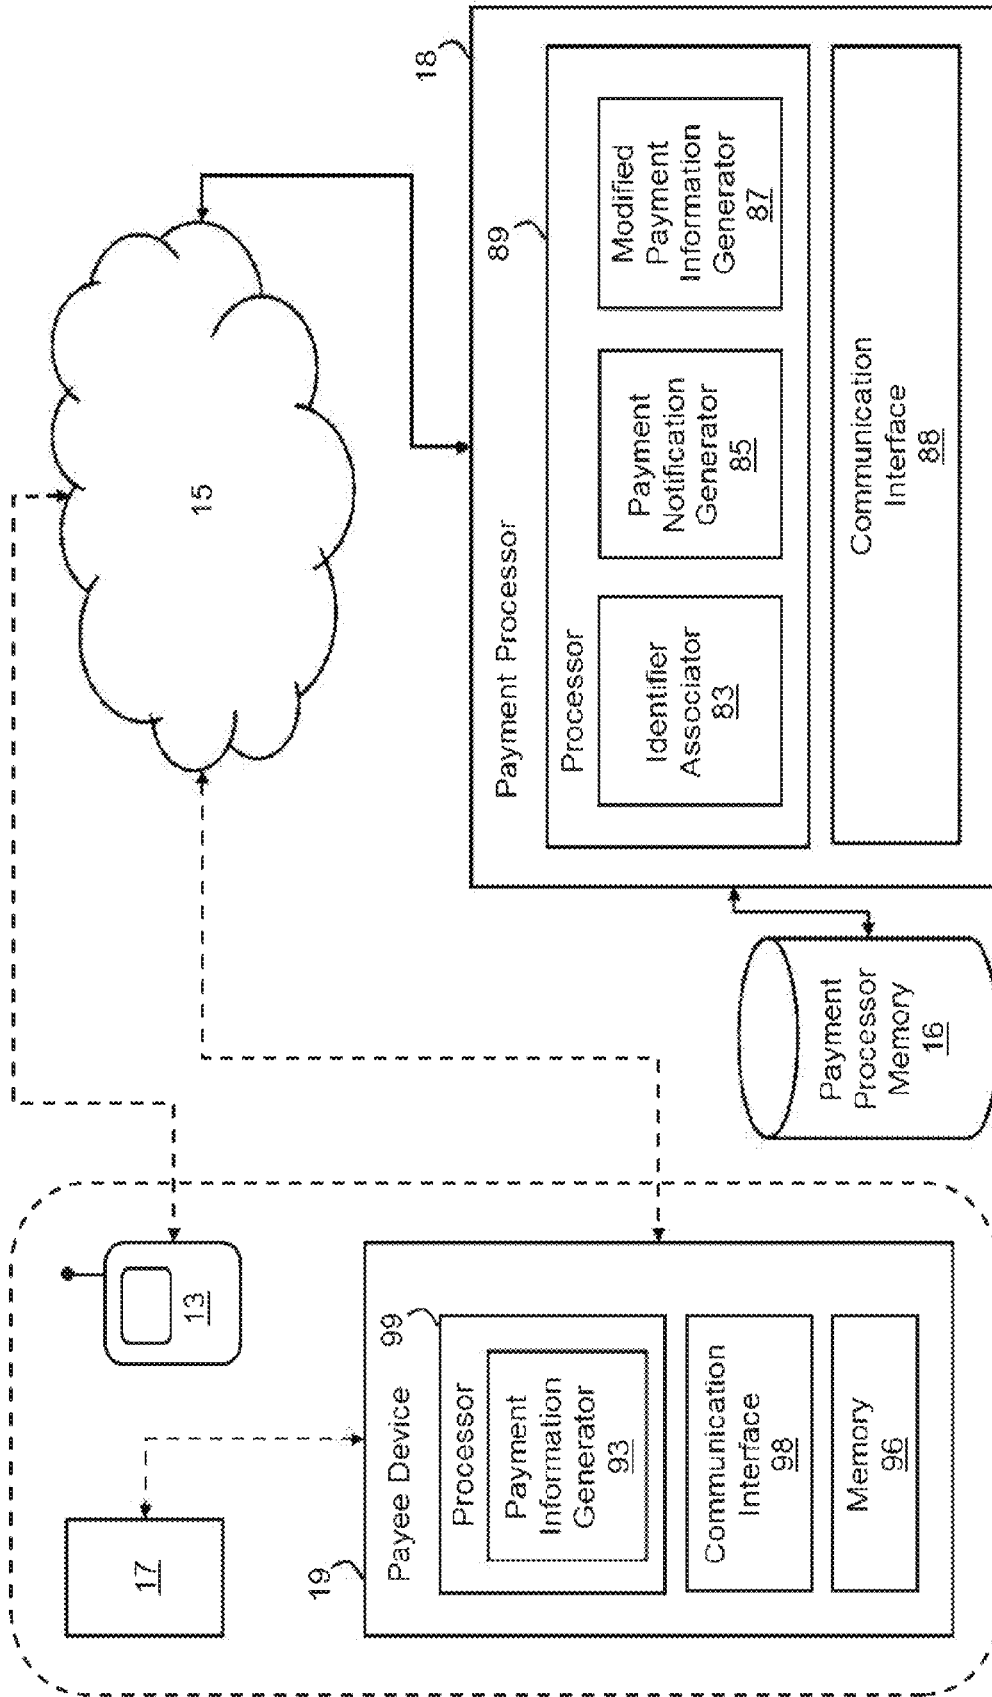 17
13
15
19
Payee Device
99
Processor
Payment
Information
Generator
93
Communication
Interface
98
Memory
96
Payment
Processor
Memory
16
18
Payment Processor
89
Processor
Identifier
Associator
83
Payment
Notification
Generator
85
Modified
Payment
Information
Generator
87
Communication
Interface
88